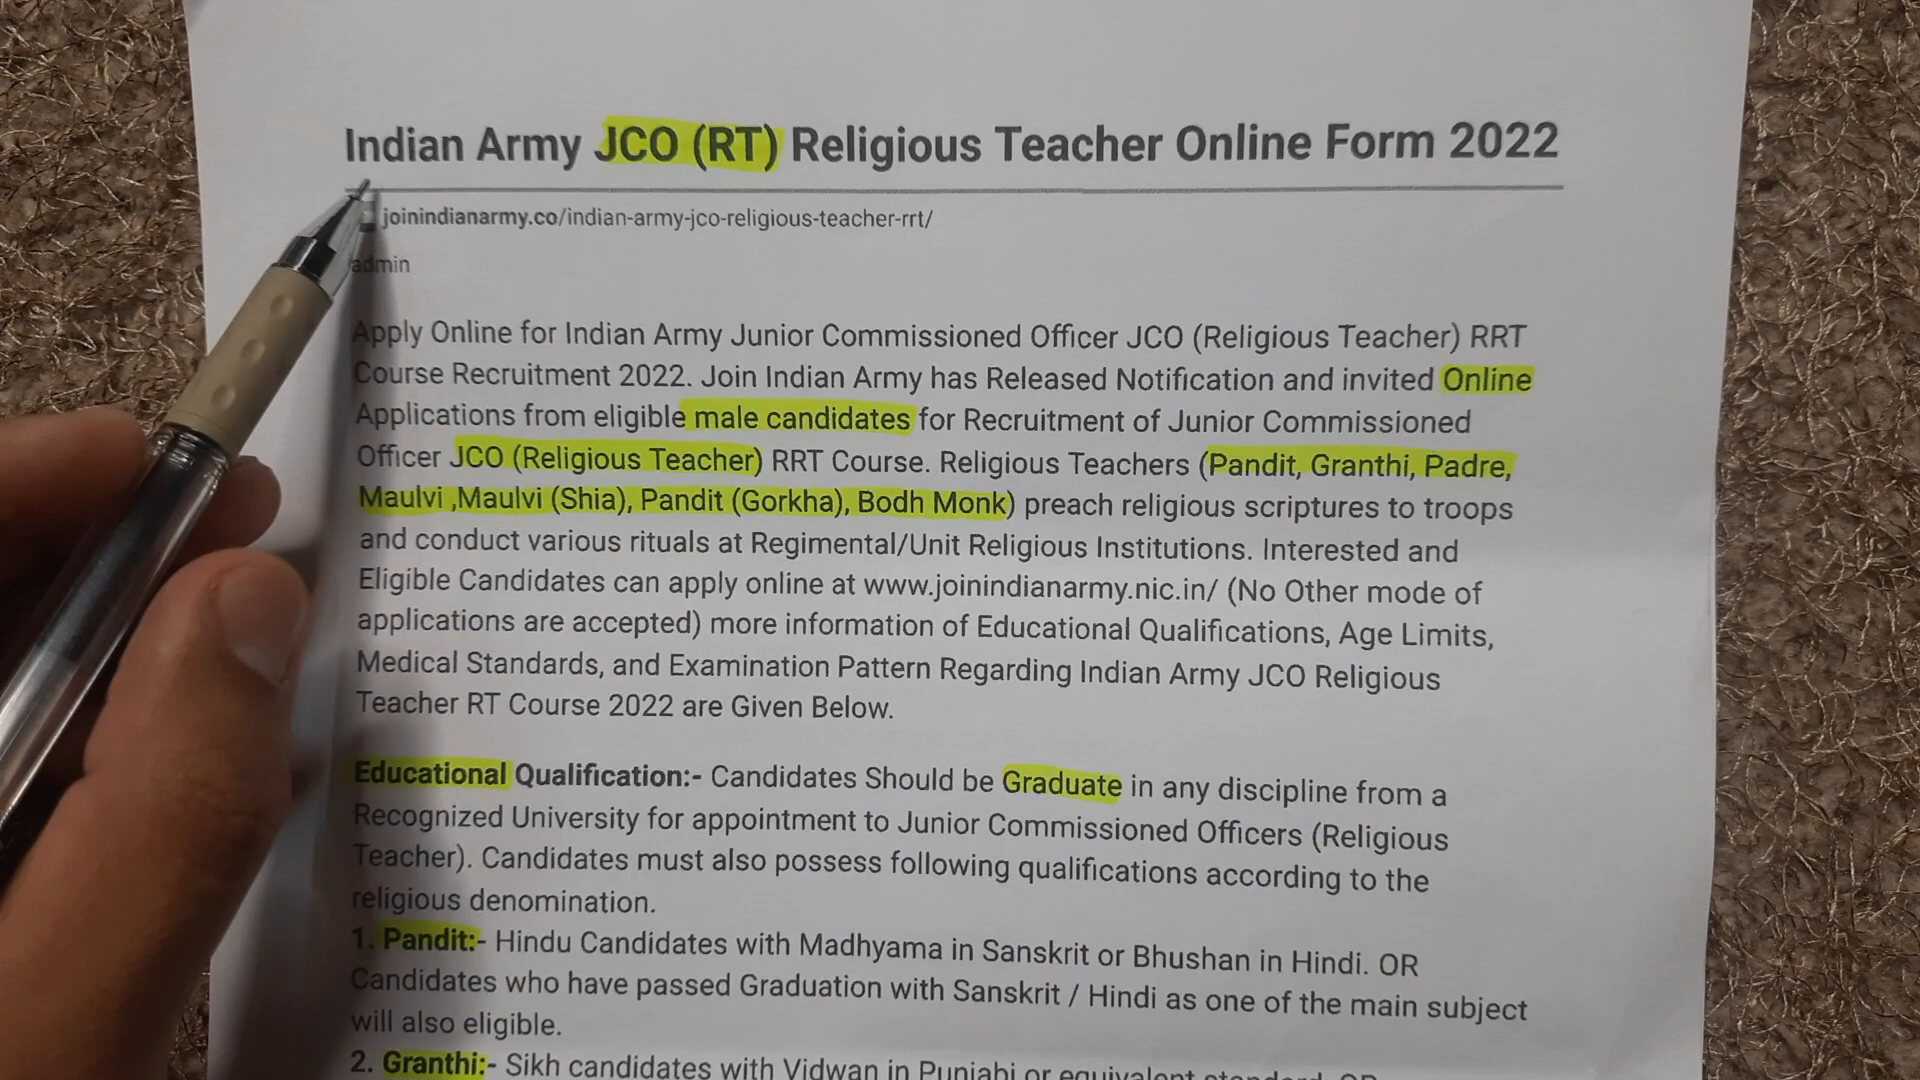 Indian Army JCO (RT) Religious Teacher Online Form 2022
joinindianarmy.co/indian-army-jco-religious-teacher-rrt/
admin
Apply Online for Indian Army Junior Commissioned Officer JCO (Religious Teacher) RRT
Course Recruitment 2022. Join Indian Army has Released Notification and invited Online
Applications from eligible male candidates for Recruitment of Junior Commissioned
Officer JCO (Religious Teacher) RRT Course. Religious Teachers (Pandit, Granthi, Padre,
Maulvi ,Maulvi (Shia), Pandit (Gorkha), Bodh Monk) preach religious scriptures to troops
and conduct various rituals at Regimental/Unit Religious Institutions. Interested and
Eligible Candidates can apply online at www.joinindianarmy.nic.in/ (No Other mode of
applications are accepted) more information of Educational Qualifications, Age Limits,
Medical Standards, and Examination Pattern Regarding Indian Army JCO Religious
Teacher RT Course 2022 are Given Below.
Educational Qualification:- Candidates Should be Graduate in any discipline from a
Recognized University for appointment to Junior Commissioned Officers (Religious
Teacher). Candidates must also possess following qualifications according to the
religious denomination.
1. Pandit:- Hindu Candidates with Madhyama in Sanskrit or Bhushan in Hindi. OR
Candidates who have passed Graduation with Sanskrit / Hindi as one of the main subject
will also eligible.
2. Granthi:- Sikh candidates with Vidwan in Punjabi or equivalent standard. OR